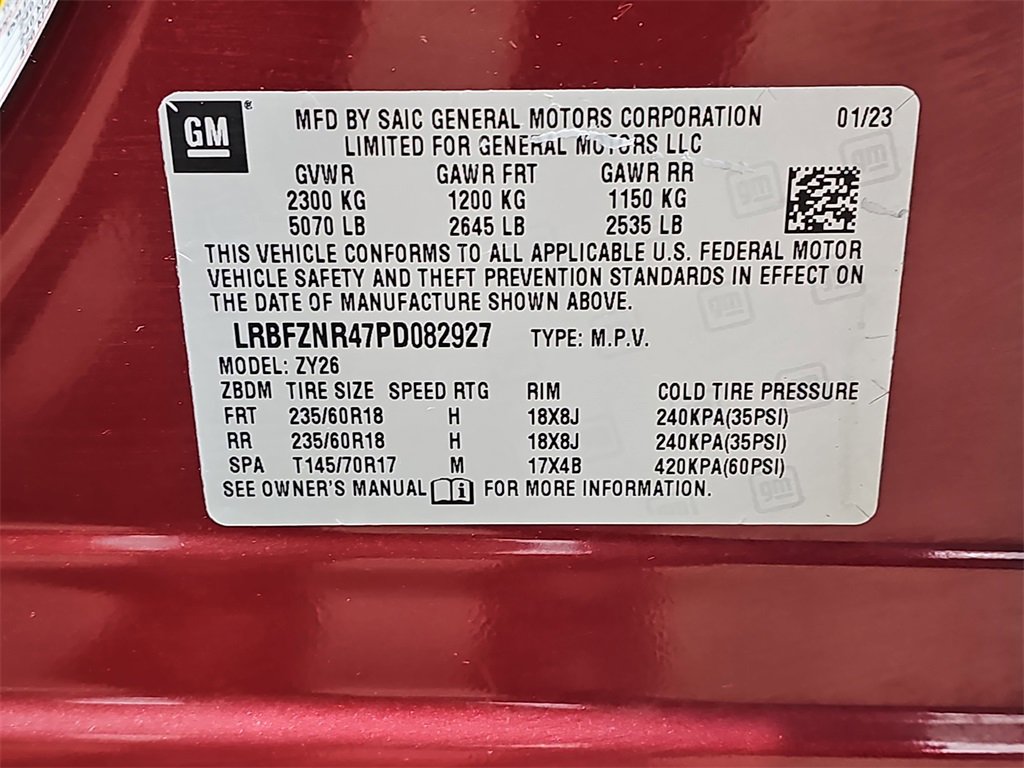 GM®
MFD BY SAIC GENERAL MOTORS CORPORATION 01/23
LIMITED FOR GENERAL MOTORS LLC
GVWR GAWR FRT GAWR RR
2300 KG 1200 KG 1150 KG
5070 LB 2645 LB 2535 LB
THIS VEHICLE CONFORMS TO ALL APPLICABLE U.S. FEDERAL MOTOR
VEHICLE SAFETY AND THEFT PREVENTION STANDARDS IN EFFECT ON
THE DATE OF MANUFACTURE SHOWN ABOVE.
LRBFZNR47PD082927 TYPE: M.P.V.
MODEL: ZY26
ZBDM TIRE SIZE SPEED RTG RIM COLD TIRE PRESSURE
FRT 235/60R18 H 18X8J 240KPA(35PSI)
RR 235/60R18 H 18X8J 240KPA(35PSI)
SPA T145/70R17 M 17X4B 420KPA(60PSI)
SEE OWNER'S MANUAL i FOR MORE INFORMATION.